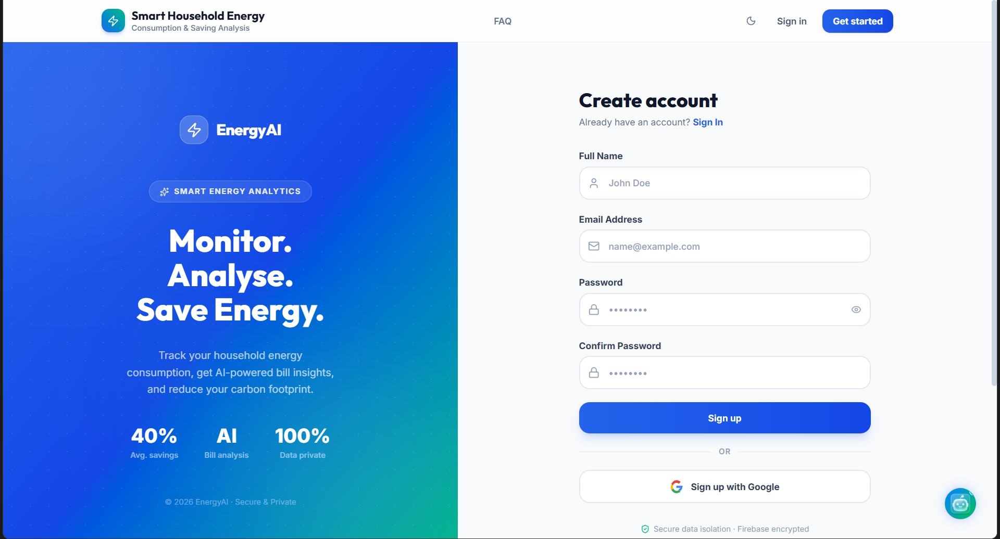 Smart Household Energy
Consumption & Saving Analysis
FAQ
Sign in
Get started
EnergyAI
SMART ENERGY ANALYTICS
Monitor.
Analyse.
Save Energy.
Track your household energy
consumption, get AI-powered bill insights,
and reduce your carbon footprint.
40%
Avg. savings
AI
Bill analysis
100%
Data private
© 2026 EnergyAI · Secure & Private
Create account
Already have an account? Sign In
Full Name
John Doe
Email Address
name@example.com
Password
••••••••
Confirm Password
••••••••
Sign up
OR
Sign up with Google
Secure data isolation · Firebase encrypted